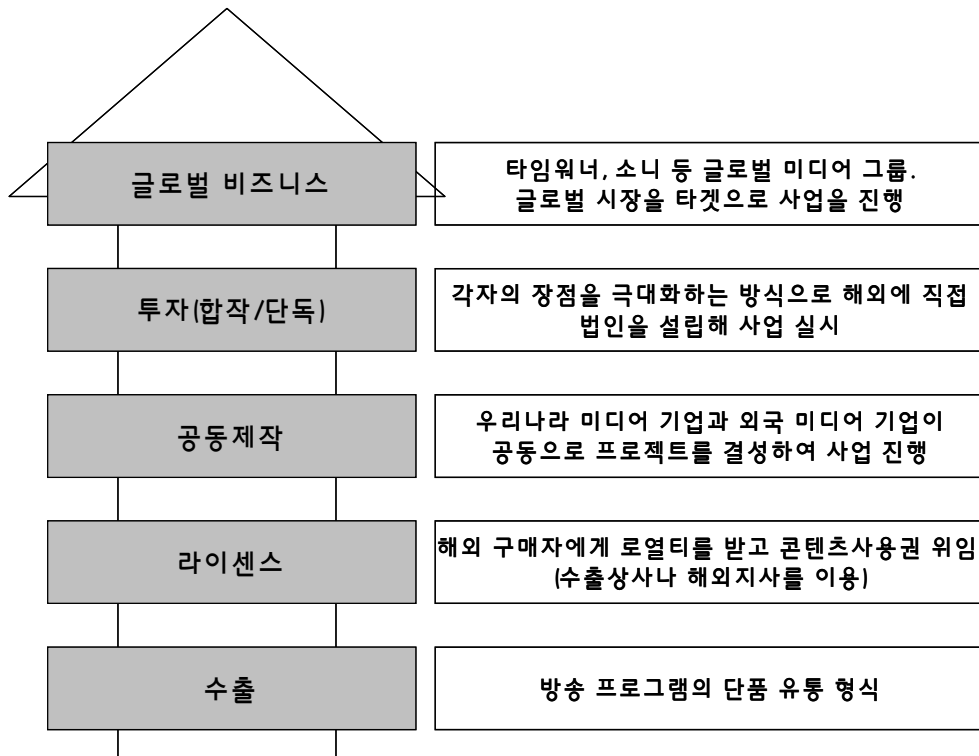 글로벌 비즈니스
타임워너, 소니 등 글로벌 미디어 그룹.
글로벌 시장을 타겟으로 사업을 진행
투자(합작/단독)
각자의 장점을 극대화하는 방식으로 해외에 직접
법인을 설립해 사업 실시
공동제작
우리나라 미디어 기업과 외국 미디어 기업이
공동으로 프로젝트를 결성하여 사업 진행
라이센스
해외 구매자에게 로열티를 받고 콘텐츠사용권 위임
(수출상사나 해외지사를 이용)
수출
방송 프로그램의 단품 유통 형식